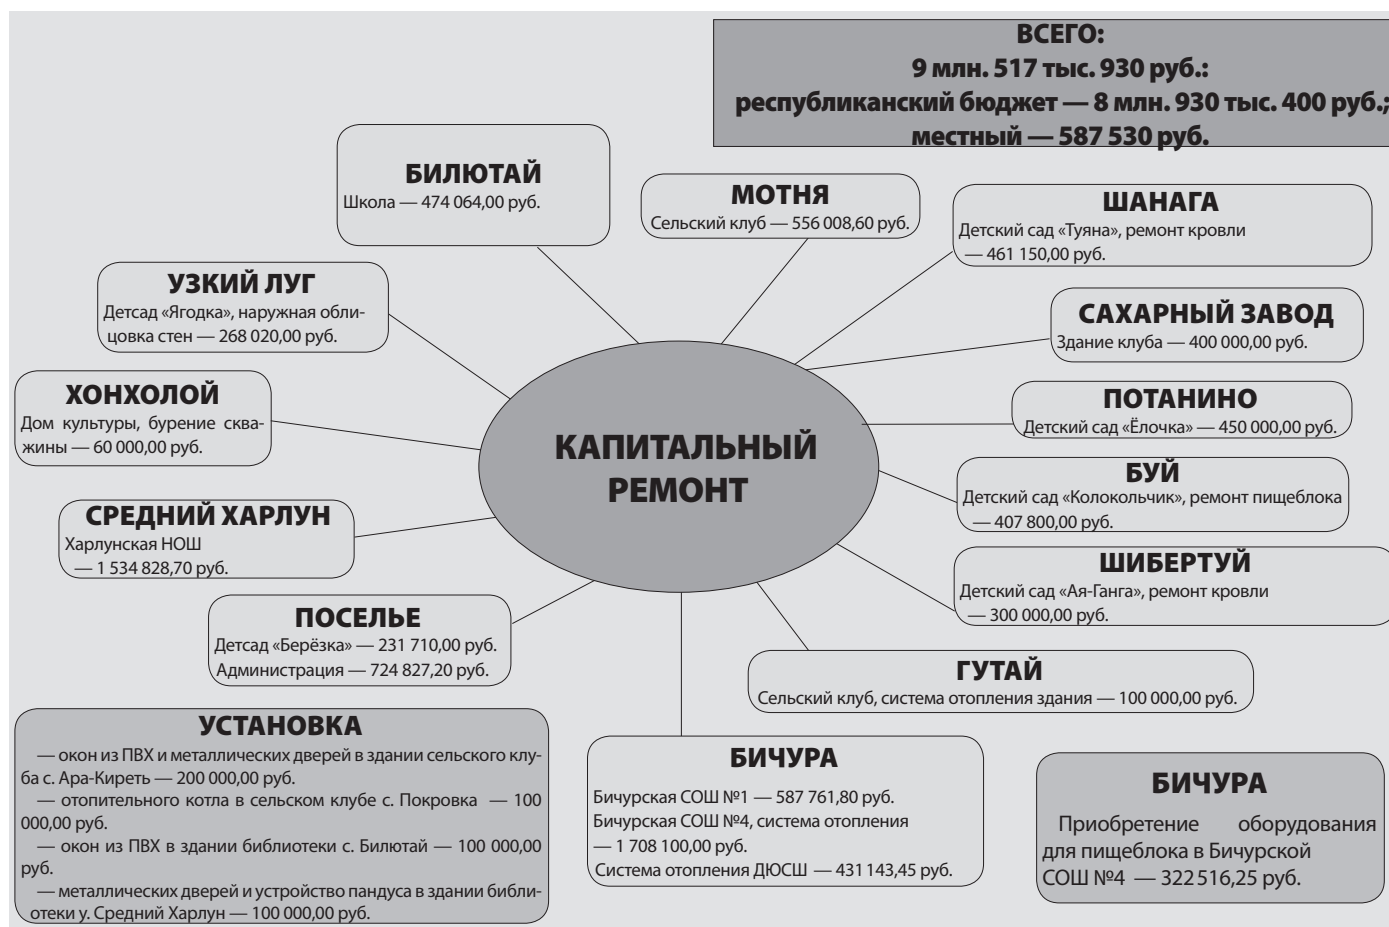 ВСЕГО:
9 млн. 517 тыс. 930 руб.:
республиканский бюджет — 8 млн. 930 тыс. 400 руб.;
местный — 587 530 руб.
БИЛЮТАЙ
Школа — 474 064,00 руб.
МОТНЯ
Сельский клуб — 556 008,60 руб.
ШАНАГА
Детский сад «Туяна», ремонт кровли
— 461 150,00 руб.
УЗКИЙ ЛУГ
Детсад «Ягодка», наружная обли-
цовка стен — 268 020,00 руб.
САХАРНЫЙ ЗАВОД
Здание клуба — 400 000,00 руб.
ХОНХОЛОЙ
Дом культуры, бурение сква-
жины — 60 000,00 руб.
ПОТАНИНО
Детский сад «Ёлочка» — 450 000,00 руб.
КАПИТАЛЬНЫЙ
РЕМОНТ
БУЙ
Детский сад «Колокольчик», ремонт пищеблока
— 407 800,00 руб.
СРЕДНИЙ ХАРЛУН
Харлунская НОШ
— 1 534 828,70 руб.
ШИБЕРТУЙ
Детский сад «Ая-Ганга», ремонт кровли
— 300 000,00 руб.
ПОСЕЛЬЕ
Детсад «Берёзка» — 231 710,00 руб.
Администрация — 724 827,20 руб.
ГУТАЙ
Сельский клуб, система отопления здания — 100 000,00 руб.
УСТАНОВКА
— окон из ПВХ и металлических дверей в здании сельского клу-
ба с. Ара-Киреть — 200 000,00 руб.
— отопительного котла в сельском клубе с. Покровка — 100
000,00 руб.
— окон из ПВХ в здании библиотеки с. Билютай — 100 000,00
руб.
— металлических дверей и устройство пандуса в здании библи-
отеки у. Средний Харлун — 100 000,00 руб.
БИЧУРА
Бичурская СОШ №1 — 587 761,80 руб.
Бичурская СОШ №4, система отопления
— 1 708 100,00 руб.
Система отопления ДЮСШ — 431 143,45 руб.
БИЧУРА
Приобретение оборудования
для пищеблока в Бичурской
СОШ №4 — 322 516,25 руб.